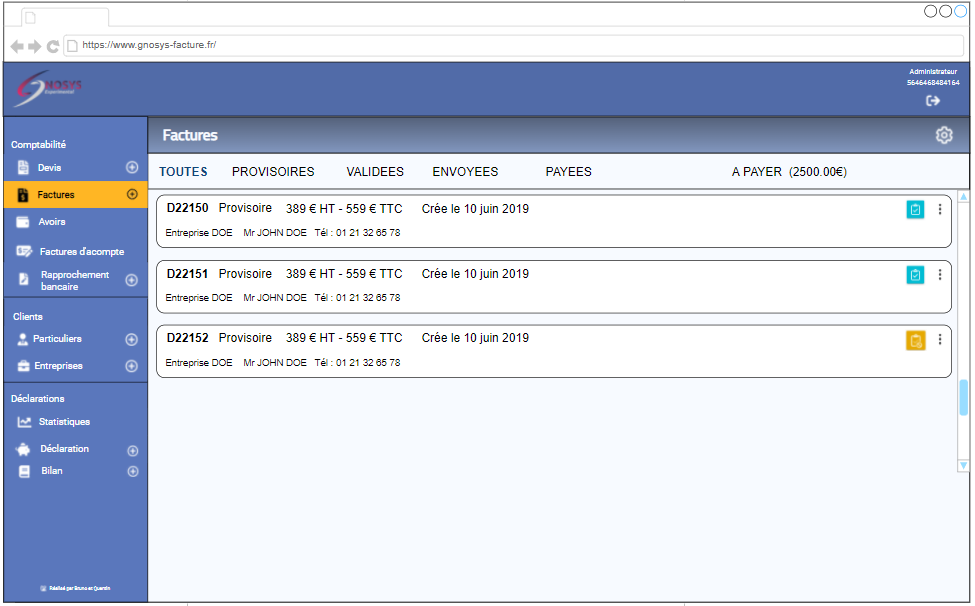 https://www.gnosys-facture.fr/
GNOSYS
Experimental
Administrateur
5646468484164
Comptabilité
Devis
Factures
Avoirs
Factures d'acompte
Rapprochement
bancaire
Clients
Particuliers
Entreprises
Déclarations
Statistiques
Déclaration
Bilan
Réalisé par Bruno et Quentin
Factures
TOUTES PROVISOIRES VALIDEES ENVOYEES PAYEES A PAYER (2500.00€)
D22150 Provisoire 389 € HT - 559 € TTC Crée le 10 juin 2019
Entreprise DOE Mr JOHN DOE Tél : 01 21 32 65 78
D22151 Provisoire 389 € HT - 559 € TTC Crée le 10 juin 2019
Entreprise DOE Mr JOHN DOE Tél : 01 21 32 65 78
D22152 Provisoire 389 € HT - 559 € TTC Crée le 10 juin 2019
Entreprise DOE Mr JOHN DOE Tél : 01 21 32 65 78